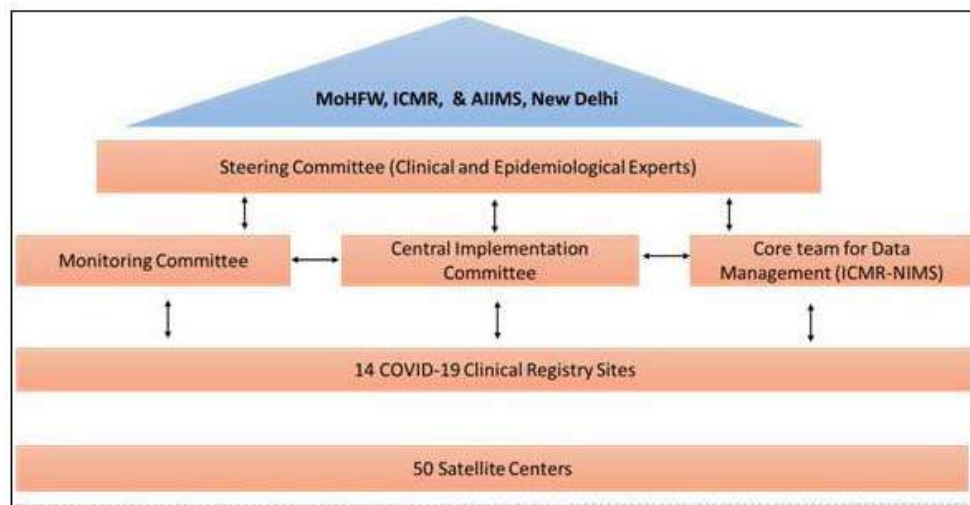 MoHFW, ICMR, & AIIMS, New Delhi
Steering Committee (Clinical and Epidemiological Experts)
Monitoring Committee
Central Implementation
Committee
Core team for Data
Management (ICMR-NIMS)
14 COVID-19 Clinical Registry Sites
50 Satellite Centers